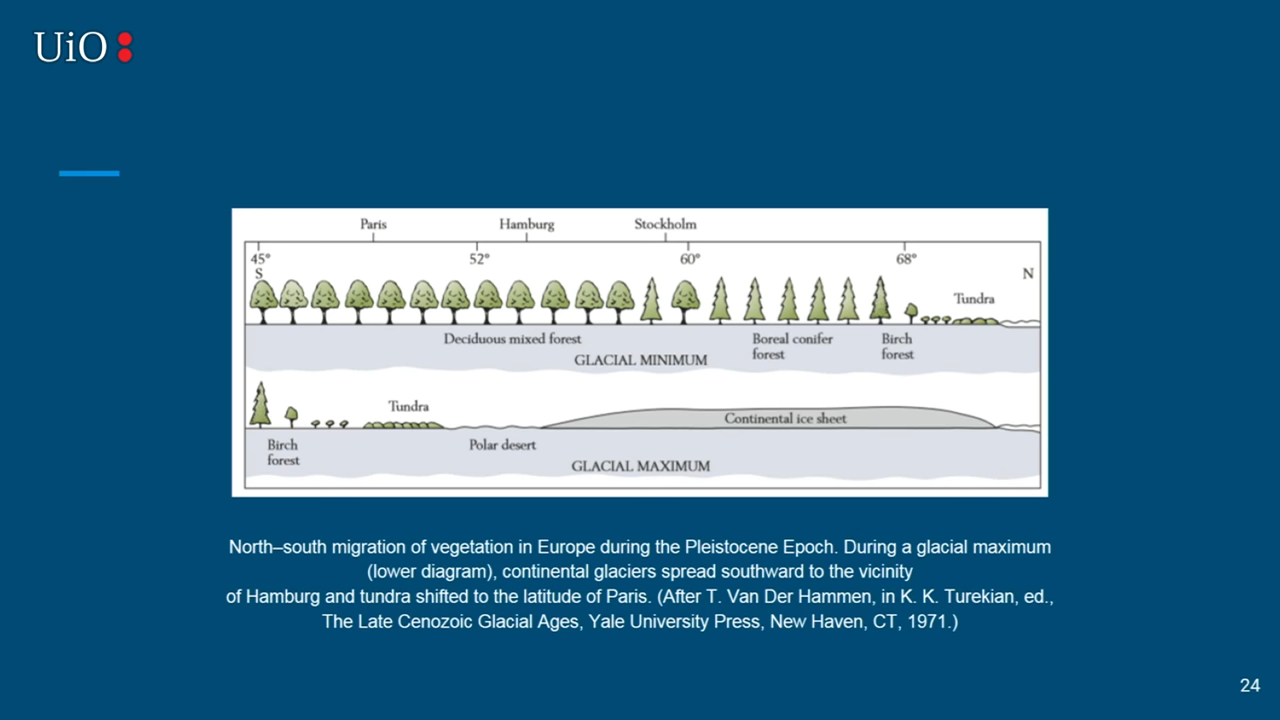 UiO
Paris Hamburg Stockholm
45° 52° 60° 68°
S N
Tundra
Deciduous mixed forest Boreal conifer forest Birch forest
GLACIAL MINIMUM
Tundra
Continental ice sheet
Birch forest Polar desert
GLACIAL MAXIMUM
North–south migration of vegetation in Europe during the Pleistocene Epoch. During a glacial maximum
(lower diagram), continental glaciers spread southward to the vicinity
of Hamburg and tundra shifted to the latitude of Paris. (After T. Van Der Hammen, in K. K. Turekian, ed.,
The Late Cenozoic Glacial Ages, Yale University Press, New Haven, CT, 1971.)
24